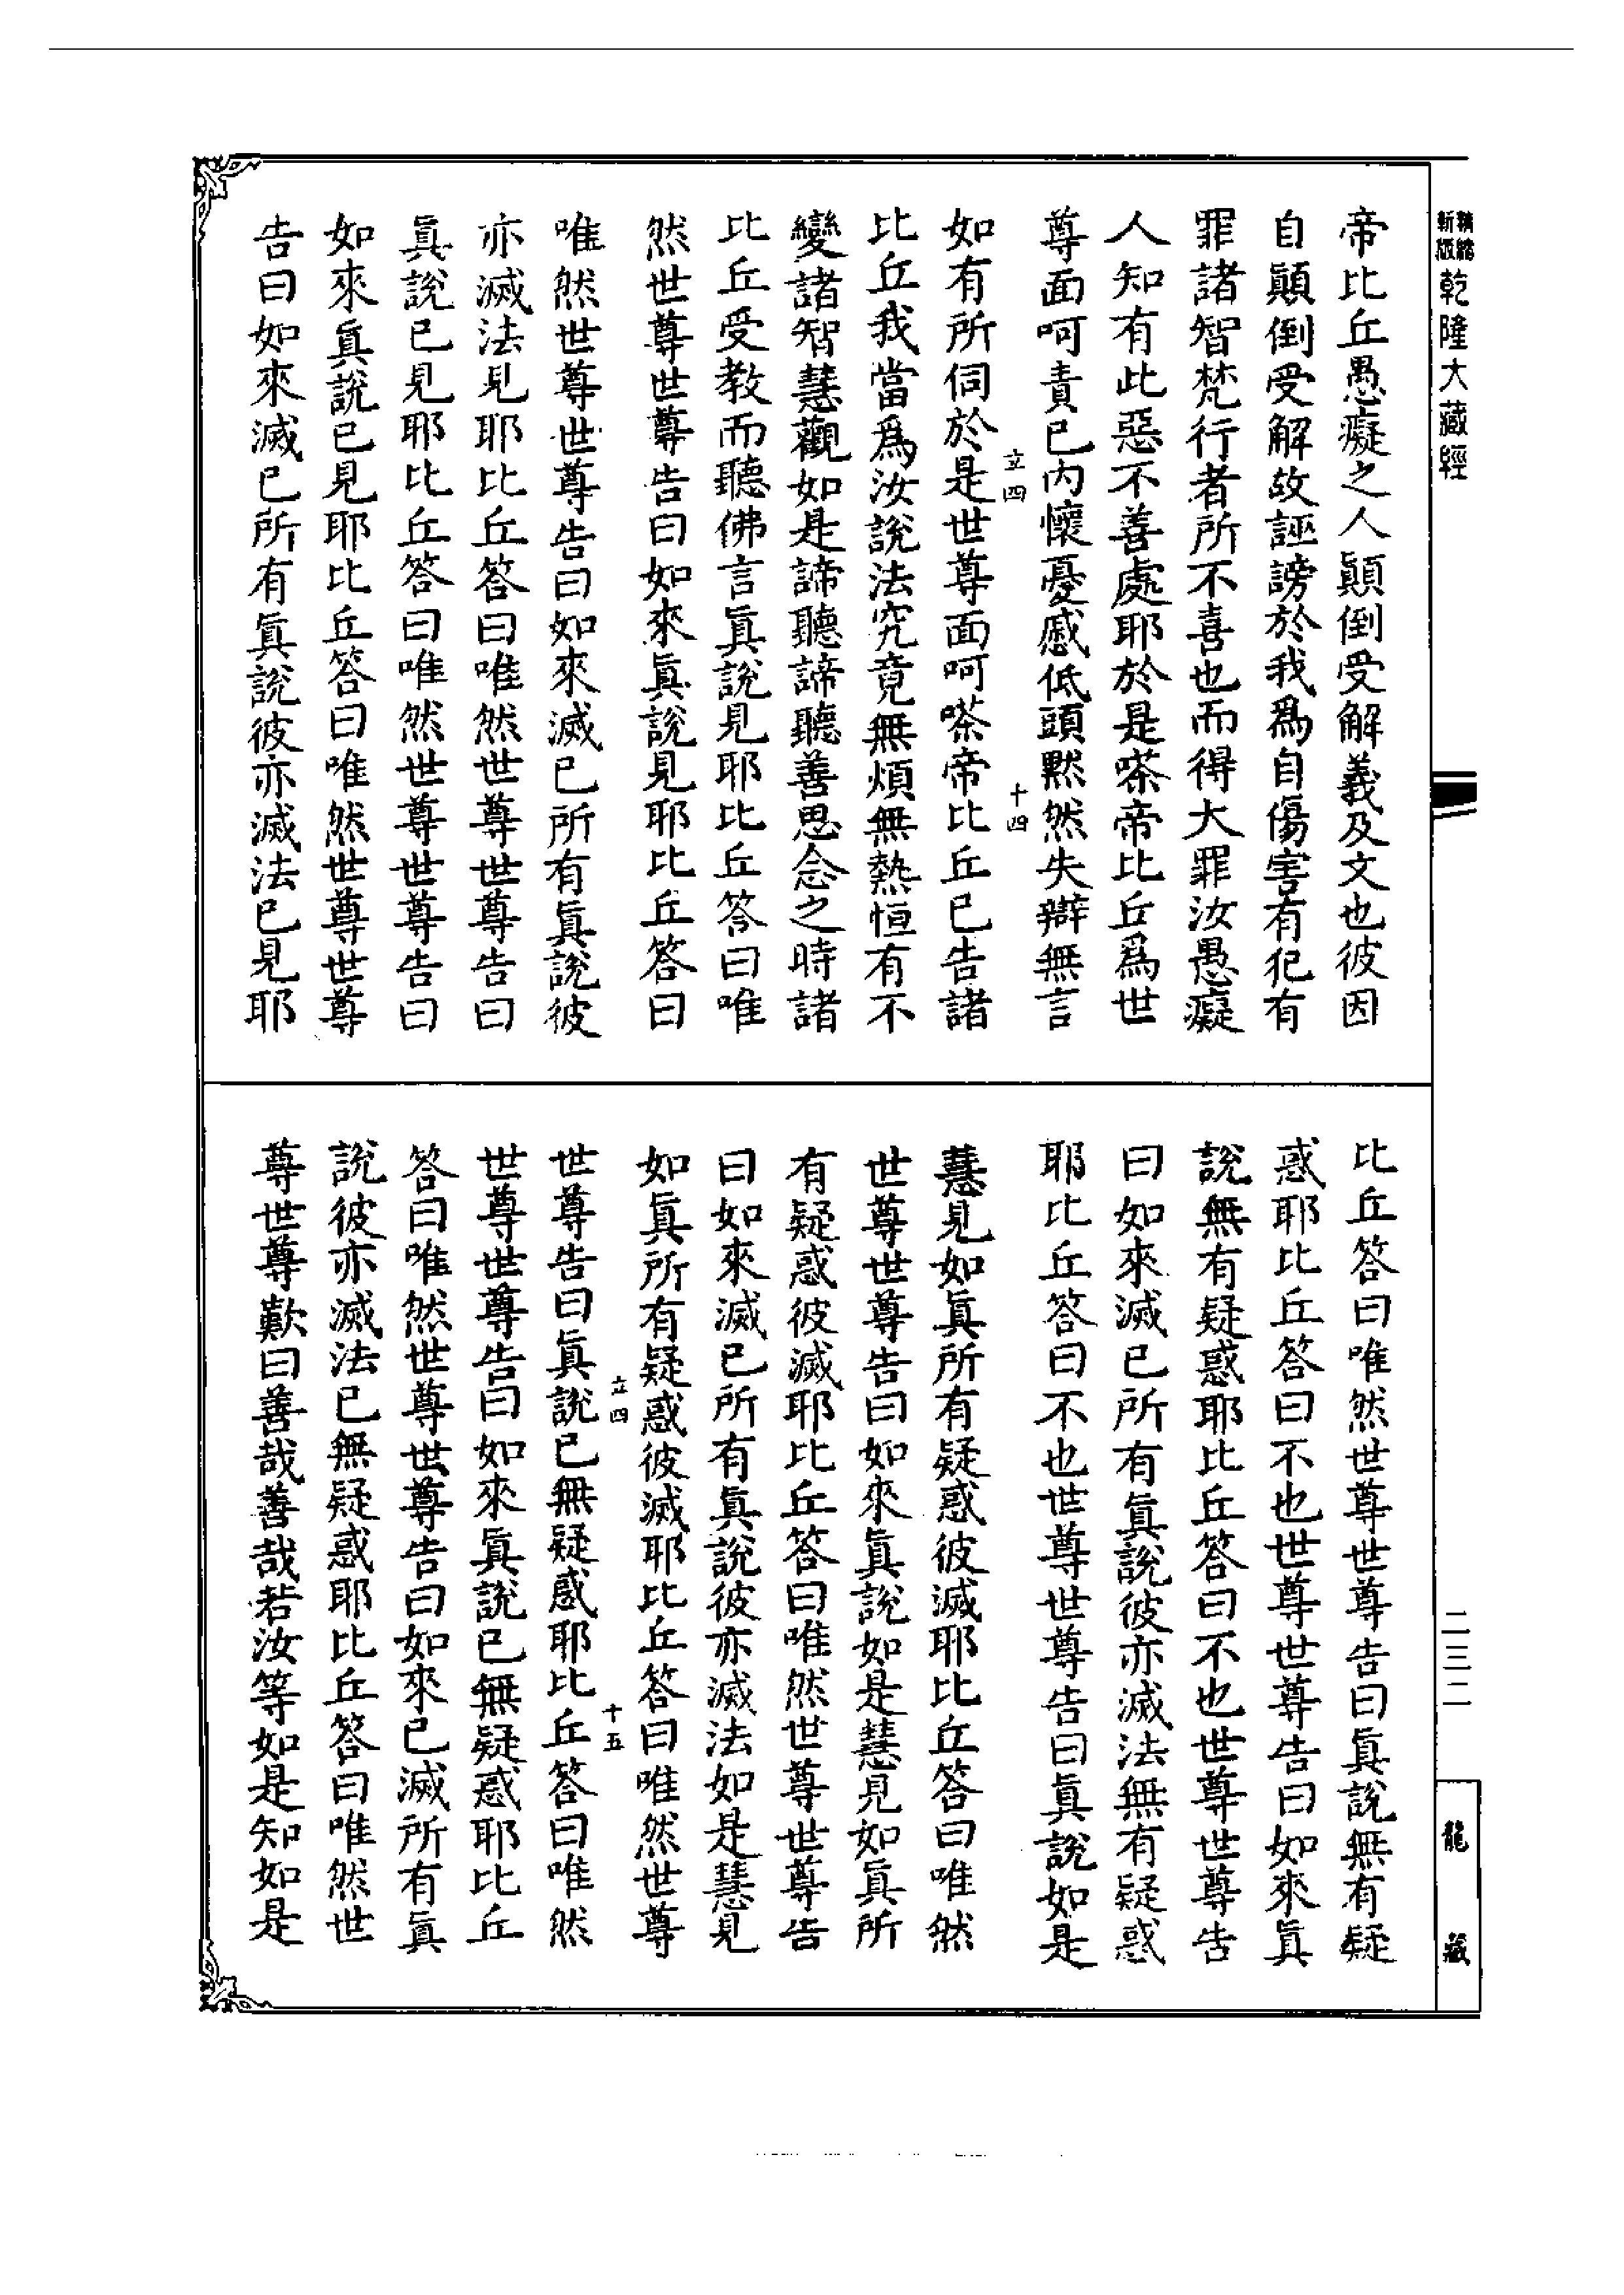 精縮
新版
乾隆大藏經
帝比丘愚癡之人顚倒受解義及文也彼因
自顚倒受解故誣謗於我爲自傷害有犯有
罪諸智梵行者所不喜也而得大罪汝愚癡
人知有此惡不善處耶於是嗏帝比丘爲世
尊面呵責已內懷憂慼低頭默然失辯無言
立四 十四
如有所伺於是世尊面呵嗏帝比丘已告諸
比丘我當爲汝說法究竟無煩無熱恒有不
變諸智慧觀如是諦聽諦聽善思念之時諸
比丘受教而聽佛言眞說見耶比丘答曰唯
然世尊世尊告曰如來眞說見耶比丘答曰
唯然世尊世尊告曰如來滅已所有眞說彼
亦滅法見耶比丘答曰唯然世尊世尊告曰
眞說已見耶比丘答曰唯然世尊世尊告曰
如來眞說已見耶比丘答曰唯然世尊世尊
告曰如來滅已所有眞說彼亦滅法已見耶
比丘答曰唯然世尊世尊告曰眞說無有疑
惑耶比丘答曰不也世尊世尊告曰如來眞
說無有疑惑耶比丘答曰不也世尊世尊告
曰如來滅已所有眞說彼亦滅法無有疑惑
耶比丘答曰不也世尊世尊告曰眞說如是
慧見如眞所有疑惑彼滅耶比丘答曰唯然
世尊世尊告曰如來眞說如是慧見如眞所
有疑惑彼滅耶比丘答曰唯然世尊世尊告
曰如來滅已所有眞說彼亦滅法如是慧見
如眞所有疑惑彼滅耶比丘答曰唯然世尊
立四 十五
世尊告曰眞說已無疑惑耶比丘答曰唯然
世尊世尊告曰如來眞說已無疑惑耶比丘
答曰唯然世尊世尊告曰如來已滅所有眞
說彼亦滅法已無疑惑耶比丘答曰唯然世
尊世尊歎曰善哉善哉若汝等如是知如是
二三二
龍藏